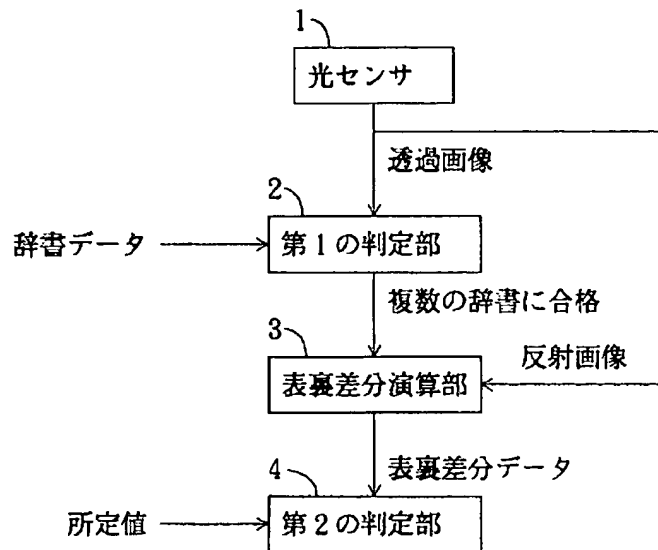 1
光センサ
透過画像
2
辞書データ
第1の判定部
複数の辞書に合格
3
反射画像
表裏差分演算部
表裏差分データ
4
所定値
第2の判定部